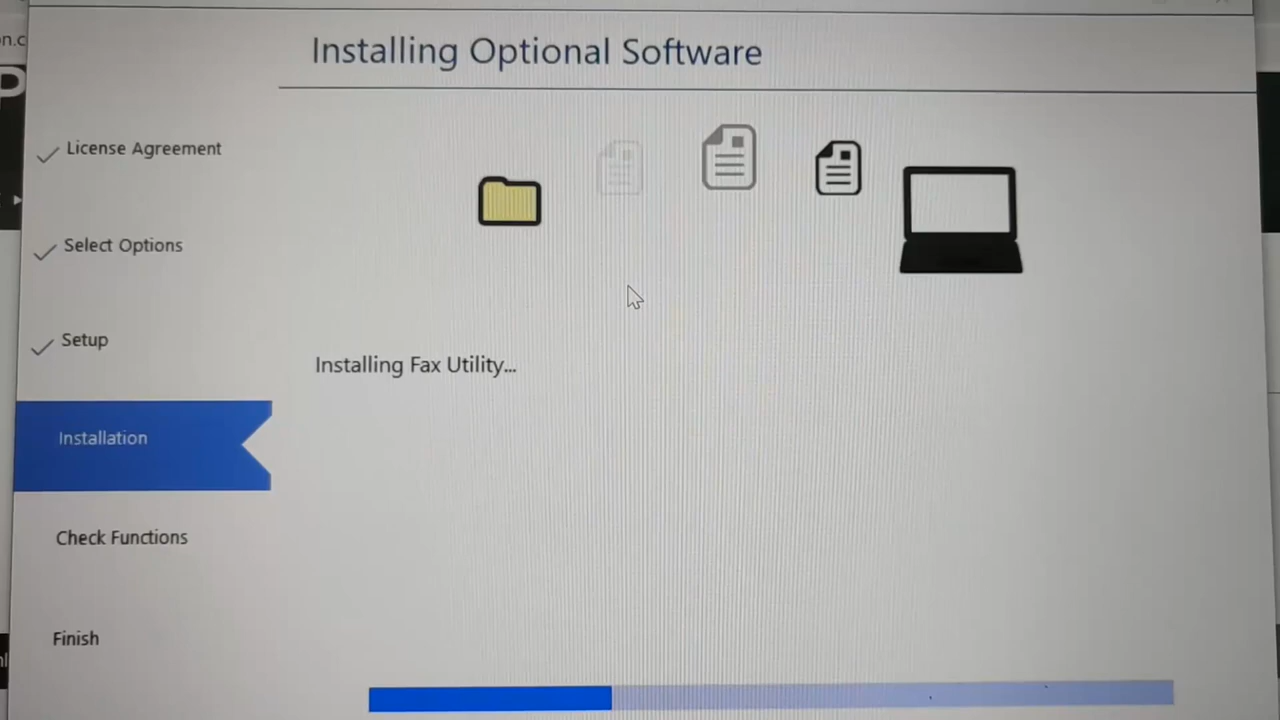 Installing Optional Software
License Agreement
Select Options
Setup
Installing Fax Utility...
Installation
Check Functions
Finish